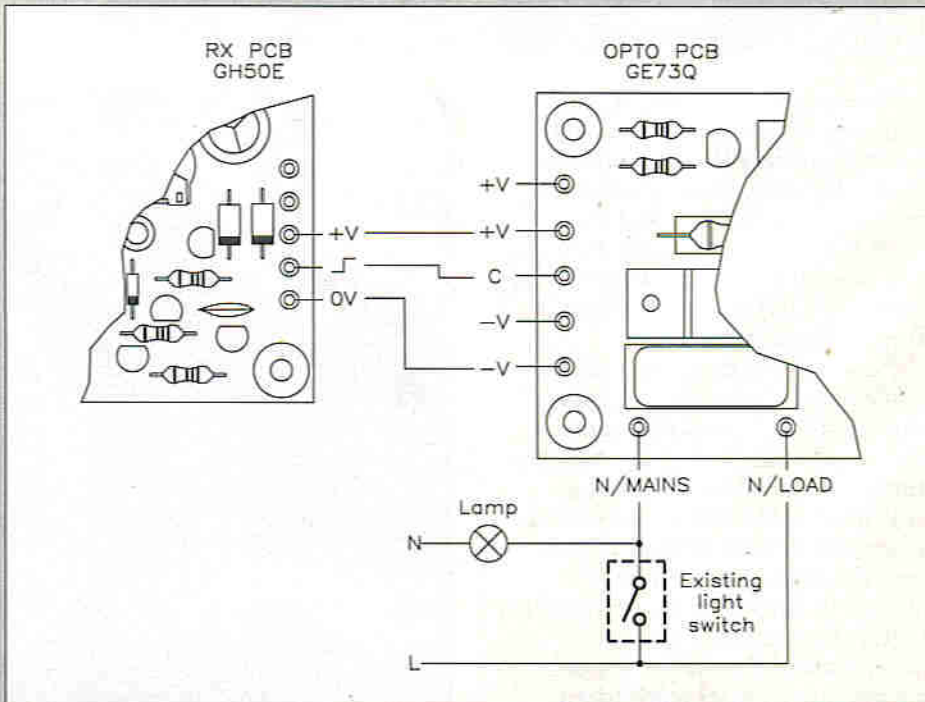 RX PCB
GH50E
OPTO PCB
GE73Q
+V
+V
+V
C
0V
-V
-V
N/MAINS
N/LOAD
Lamp
N
Existing
light
switch
L